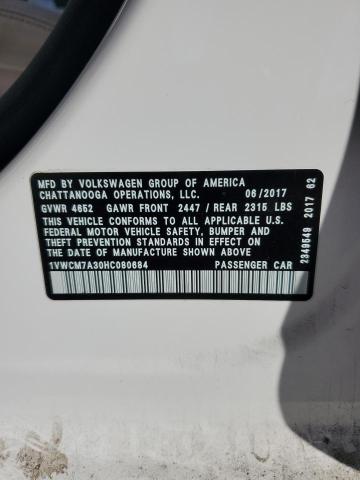 MFD BY VOLKSWAGEN GROUP OF AMERICA
CHATTANOOGA OPERATIONS, LLC. 06/2017
GVWR 4652 GAWR FRONT 2447 / REAR 2315 LBS
THIS VEHICLE CONFORMS TO ALL APPLICABLE U.S.
FEDERAL MOTOR VEHICLE SAFETY, BUMPER AND
THEFT PREVENTION STANDARDS IN EFFECT ON THE
DATE OF MANUFACTURE SHOWN ABOVE
1VWCM7A30HC080684 PASSENGER CAR
2349549 2017 62